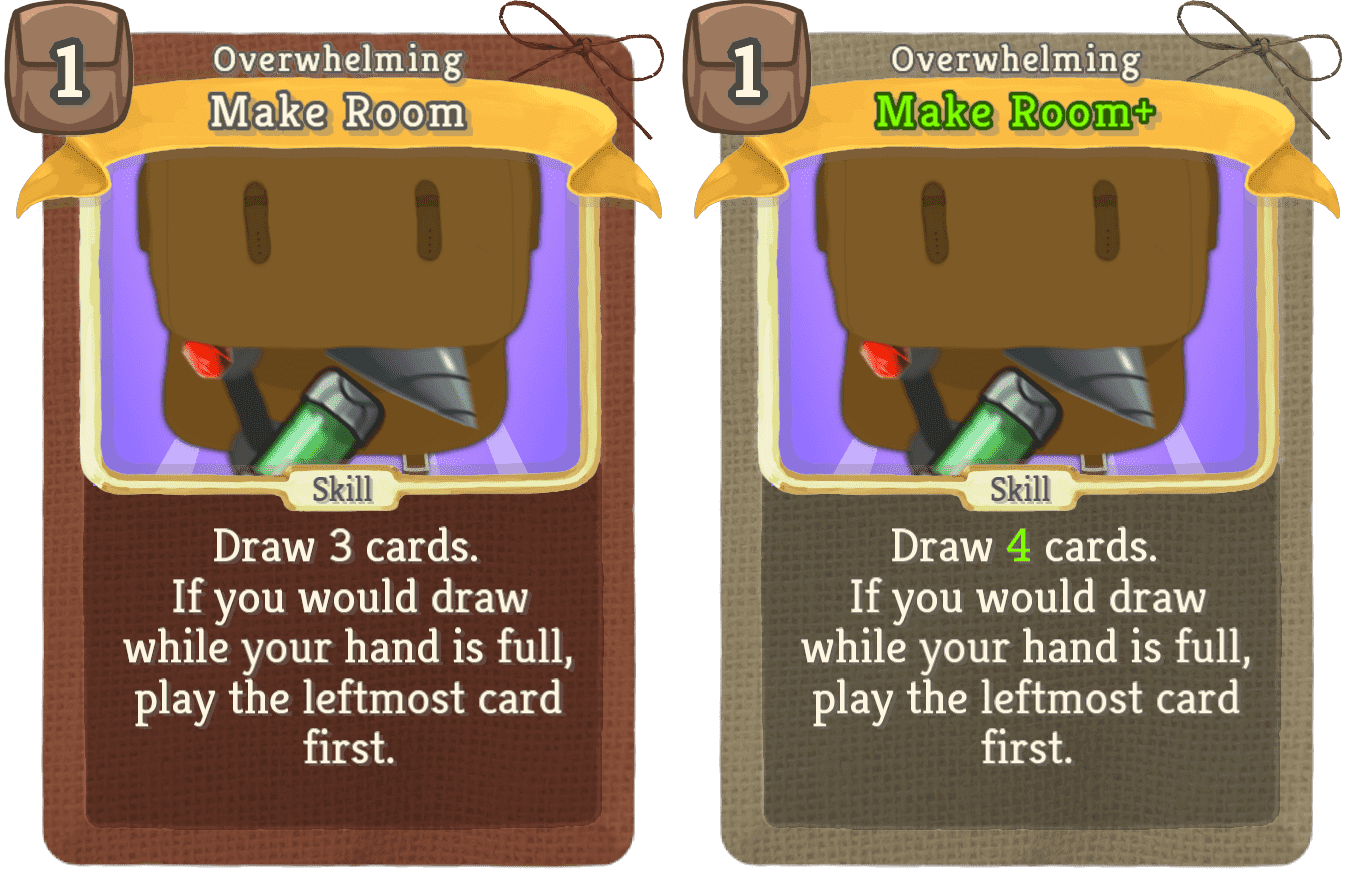 1
Overwhelming
Make Room
Skill
Draw 3 cards.
If you would draw
while your hand is full,
play the leftmost card
first.
1
Overwhelming
Make Room+
Skill
Draw 4 cards.
If you would draw
while your hand is full,
play the leftmost card
first.